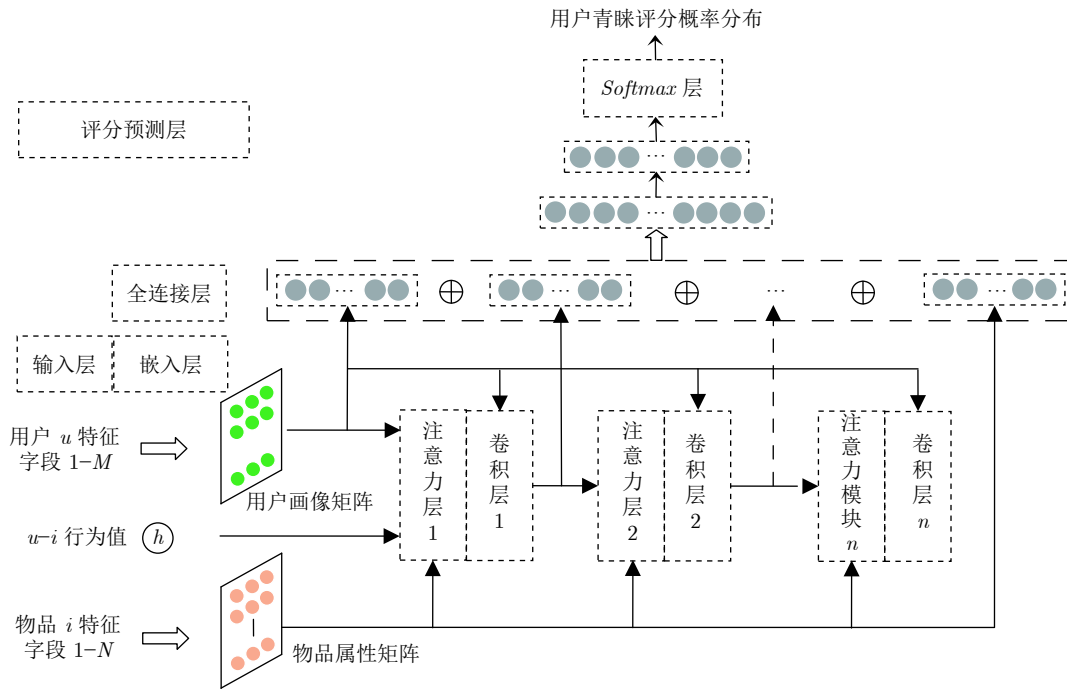 用户青睐评分概率分布
Softmax 层
评分预测层
...
...
全连接层
... ⊕ ... ⊕ ... ⊕ ...
输入层 嵌入层
用户 u 特征
字段 1–M
用户画像矩阵
注意力层1
卷积层1
注意力层2
卷积层2
注意力模块n
卷积层n
u–i 行为值 h
物品 i 特征
字段 1–N
物品属性矩阵